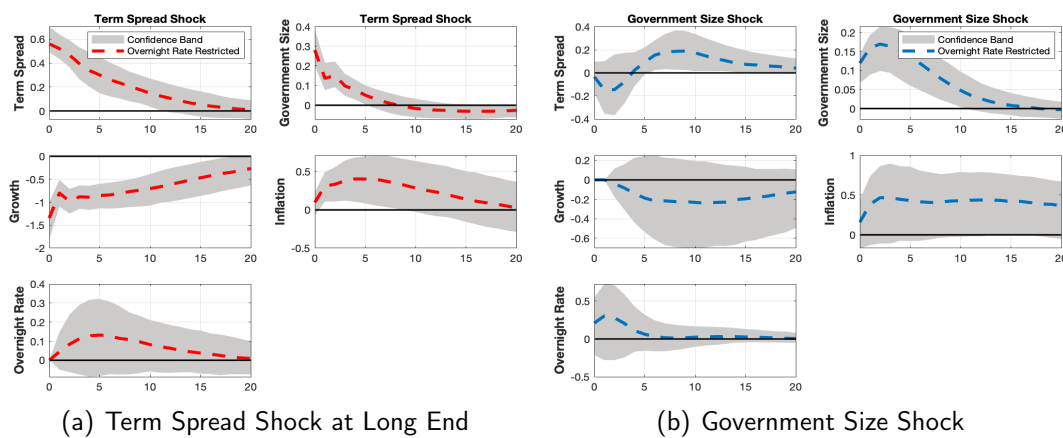 Term Spread Shock
Term Spread
0.6
0.4
0.2
0
0 5 10 15 20
Confidence Band
Overnight Rate Restricted
Term Spread Shock
Government Size
0.4
0.3
0.2
0.1
0
0 5 10 15 20
Growth
0
-0.5
-1
-1.5
-2
0 5 10 15 20
Inflation
1
0.5
0
0.5
0 5 10 15 20
Overnight Rate
0.4
0.3
0.2
0.1
0
0 5 10 15 20
(a) Term Spread Shock at Long End
Government Size Shock
Term Spread
0.4
0.2
0
-0.2
-0.4
0 5 10 15 20
Government Size Shock
Government Size
0.2
0.15
0.1
0.05
0
0 5 10 15 20
Confidence Band
Overnight Rate Restricted
Growth
0.2
0
-0.2
-0.4
-0.6
0 5 10 15 20
Inflation
1
0.5
0
0 5 10 15 20
Overnight Rate
0.5
0
-0.5
0 5 10 15 20
(b) Government Size Shock